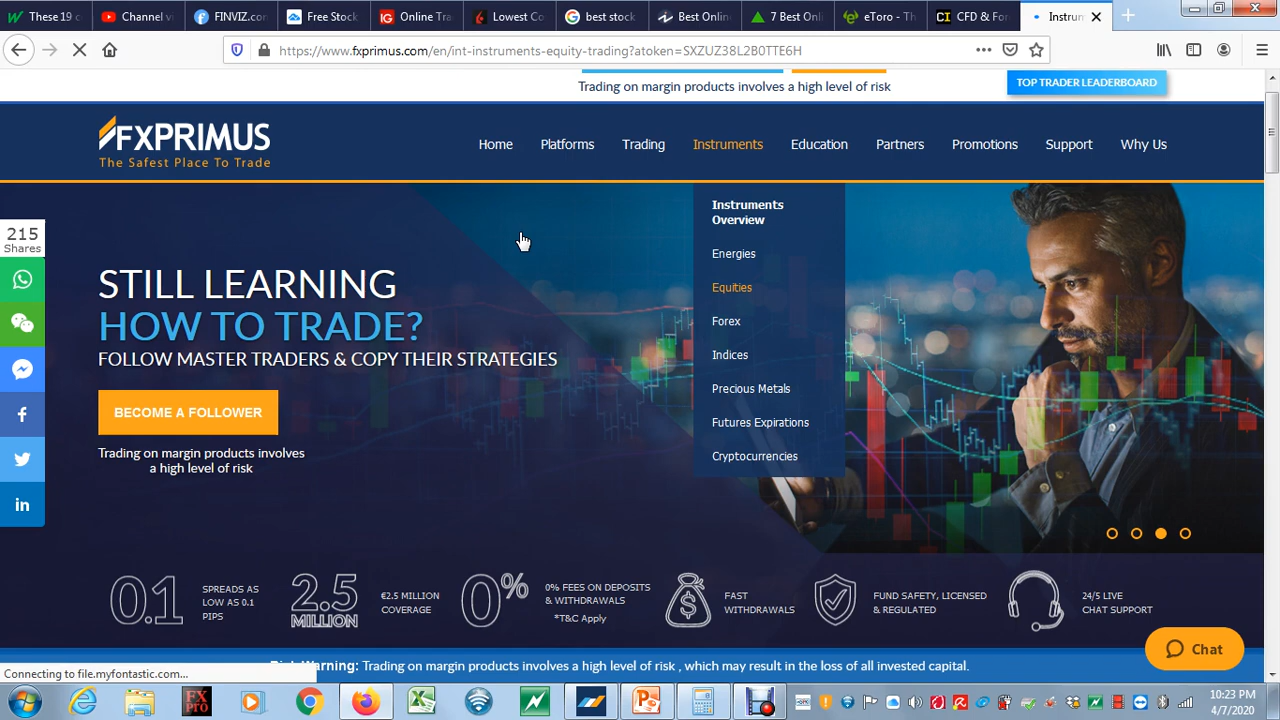 These 19 c
Channel vi
FINVIZ.co
Free Stock
Online Tra
Lowest Co
best stock
Best Onlin
7 Best Onli
eToro - Th
CFD & For
Instrum
https://www.fxprimus.com/en/int-instruments-equity-trading?atoken=SXZUZ38L2B0TTE6H
Trading on margin products involves a high level of risk
TOP TRADER LEADERBOARD
FXPRIMUS
The Safest Place To Trade
Home
Platforms
Trading
Instruments
Education
Partners
Promotions
Support
Why Us
Instruments
Overview
Energies
Equities
Forex
Indices
Precious Metals
Futures Expirations
Cryptocurrencies
215
Shares
STILL LEARNING
HOW TO TRADE?
FOLLOW MASTER TRADERS & COPY THEIR STRATEGIES
BECOME A FOLLOWER
Trading on margin products involves
a high level of risk
0.1
SPREADS AS
LOW AS 0.1
PIPS
2.5
MILLION
€2.5 MILLION
COVERAGE
0%
0% FEES ON DEPOSITS
& WITHDRAWALS
*T&C Apply
FAST
WITHDRAWALS
FUND SAFETY, LICENSED
& REGULATED
24/5 LIVE
CHAT SUPPORT
Chat
Connecting to file.myfontastic.com...
Risk Warning: Trading on margin products involves a high level of risk , which may result in the loss of all invested capital.
FX
PRO
10:23 PM
4/7/2020